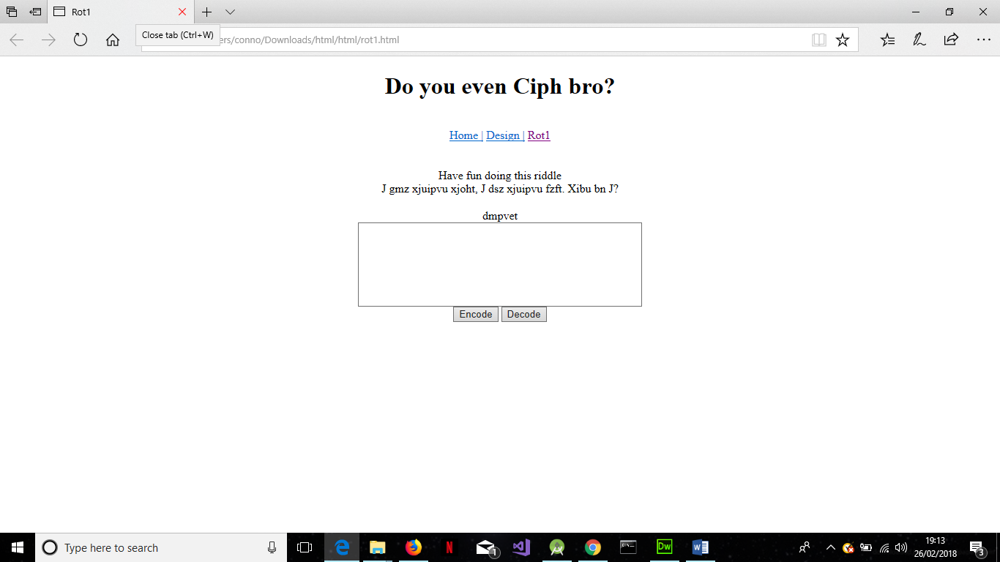 Rot1
Close tab (Ctrl+W)
ers/conno/Downloads/html/html/rot1.html
Do you even Ciph bro?
Home | Design | Rot1
Have fun doing this riddle
J gmz xjuipvu xjoht, J dsz xjuipvu fzft. Xibu bn J?
dmpvet
Encode Decode
Type here to search
N
1
Dw
W
19:13
26/02/2018
3